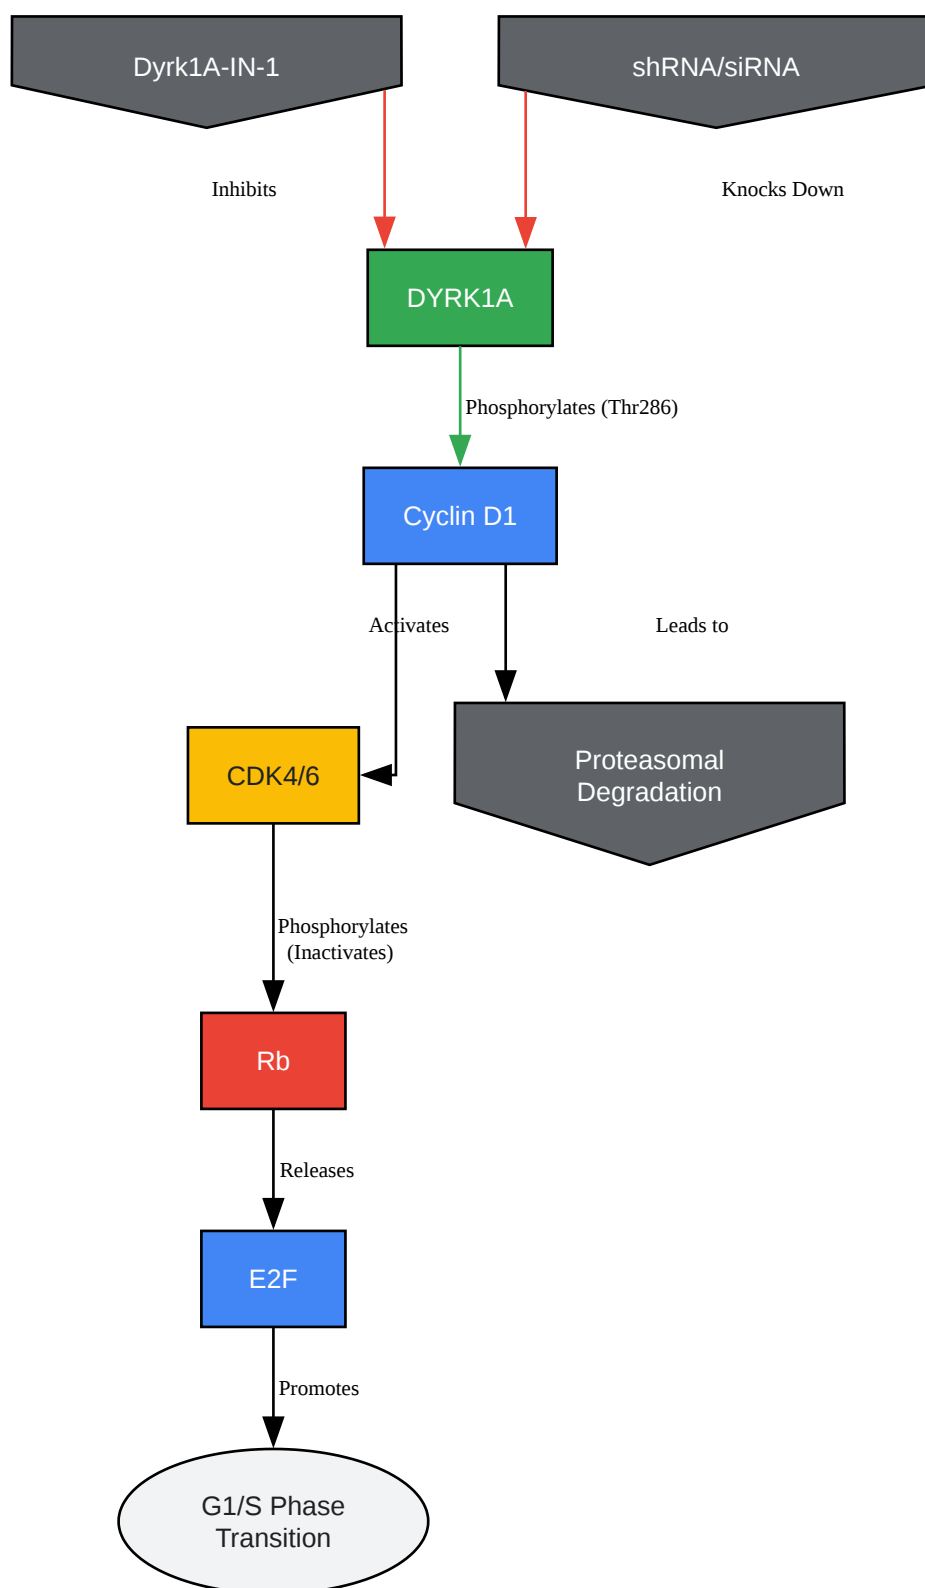 Dyrk1A-IN-1
shRNA/siRNA
Inhibits
Knocks Down
DYRK1A
Phosphorylates (Thr286)
Cyclin D1
Activates
Leads to
CDK4/6
Proteasomal
Degradation
Phosphorylates
(Inactivates)
Rb
Releases
E2F
Promotes
G1/S Phase
Transition